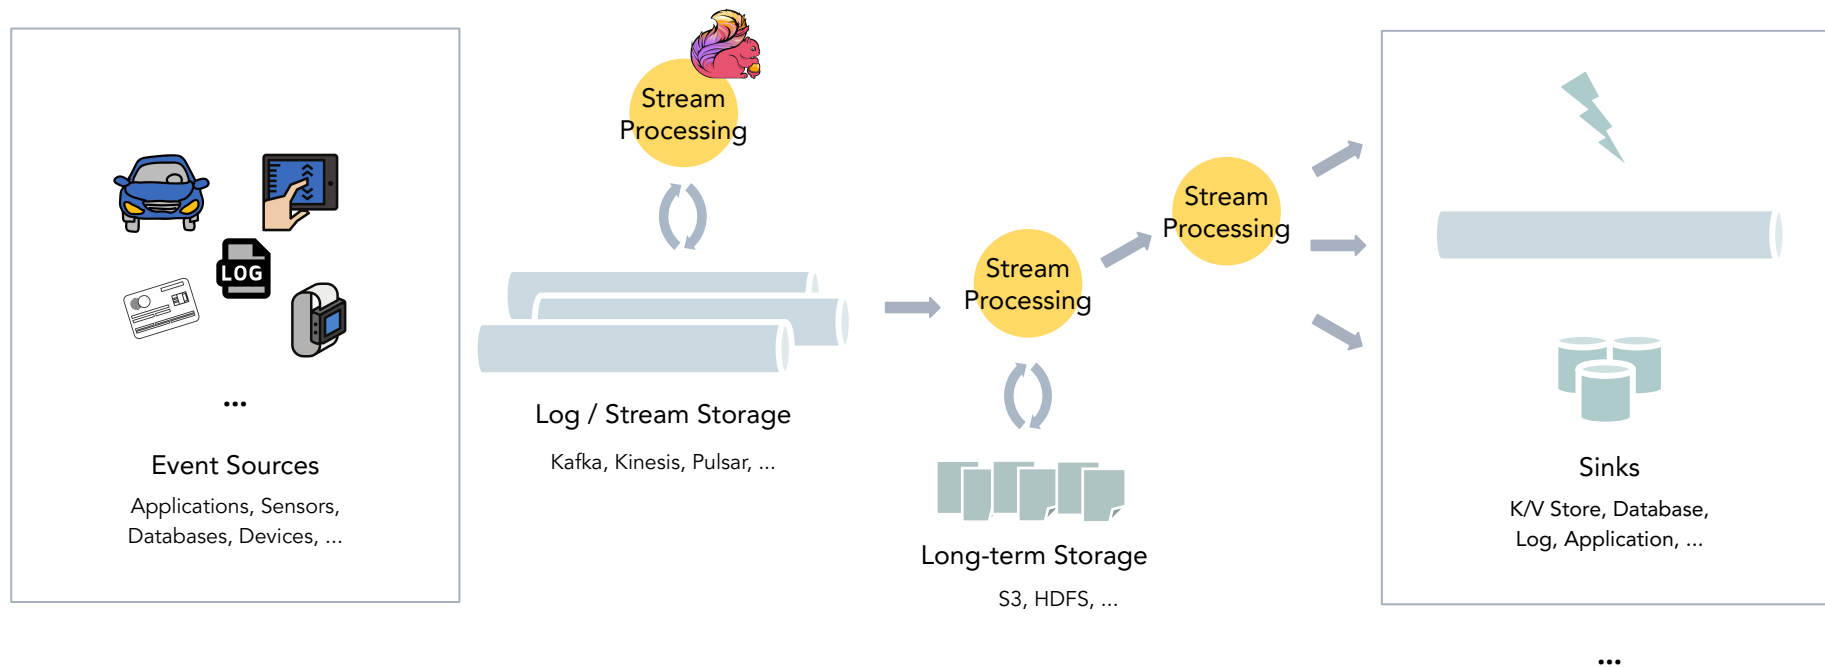 LOG
...
Event Sources
Applications, Sensors,
Databases, Devices, ...
Stream
Processing
Log / Stream Storage
Kafka, Kinesis, Pulsar, ...
Stream
Processing
Long-term Storage
S3, HDFS, ...
Stream
Processing
Sinks
K/V Store, Database,
Log, Application, ...
...